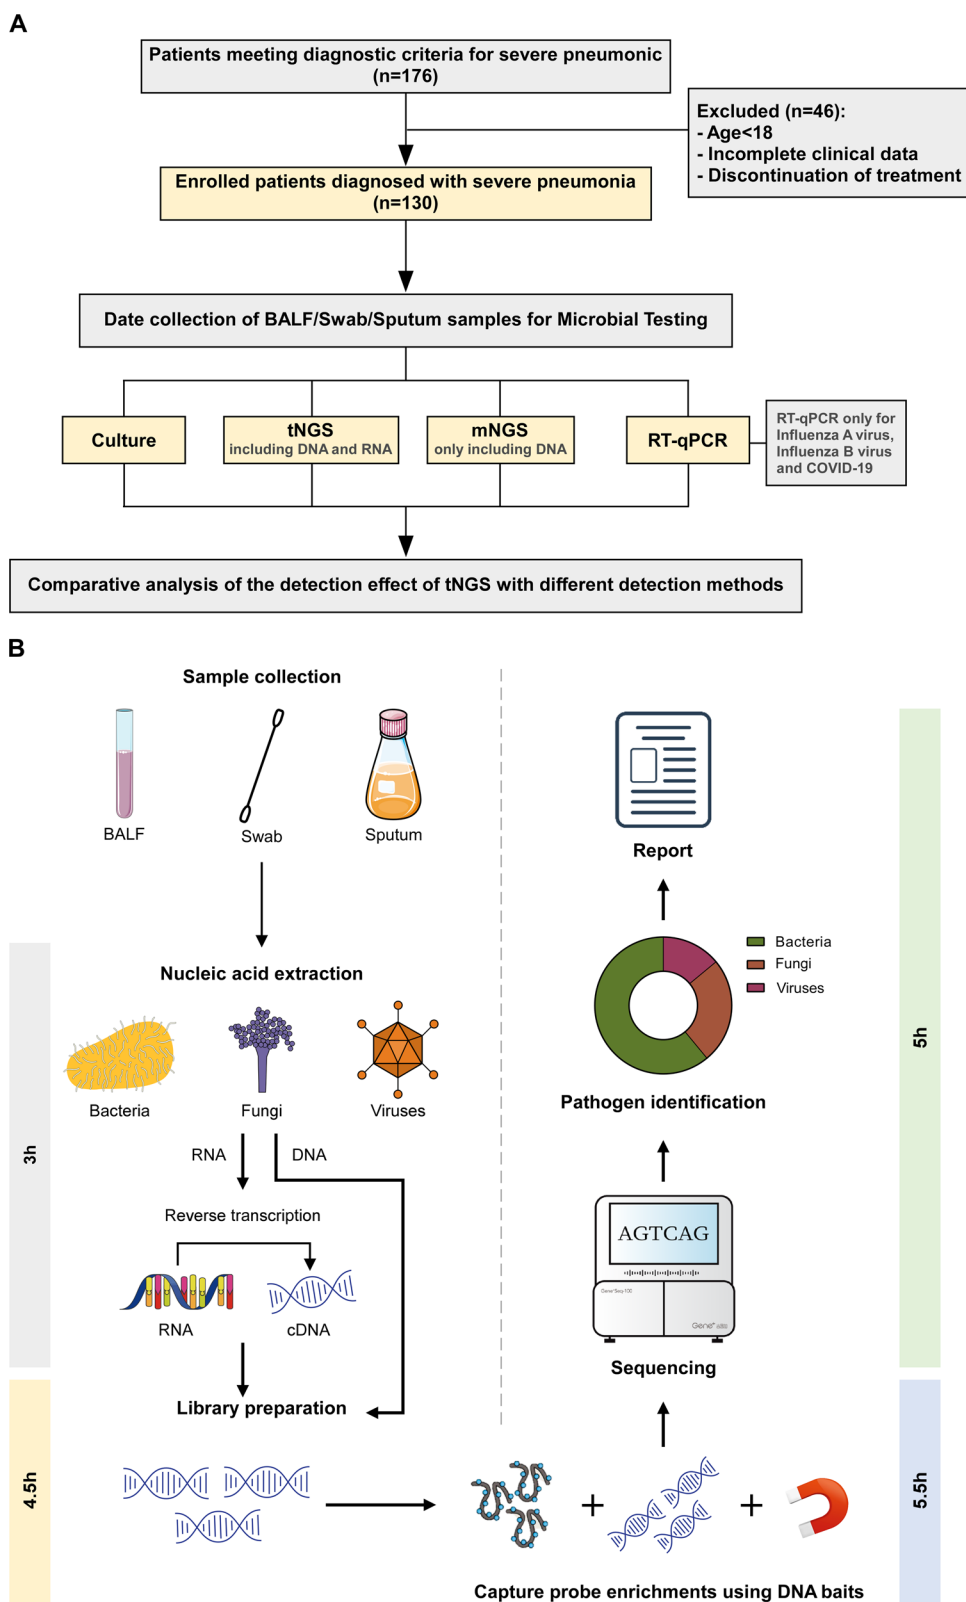 A
Patients meeting diagnostic criteria for severe pneumonic
(n=176)
Excluded (n=46):
- Age<18
- Incomplete clinical data
- Discontinuation of treatment
Enrolled patients diagnosed with severe pneumonia
(n=130)
Date collection of BALF/Swab/Sputum samples for Microbial Testing
Culture
tNGS
including DNA and RNA
mNGS
only including DNA
RT-qPCR
RT-qPCR only for
Influenza A virus,
Influenza B virus
and COVID-19
Comparative analysis of the detection effect of tNGS with different detection methods
B
Sample collection
BALF
Swab
Sputum
Nucleic acid extraction
Bacteria
Fungi
Viruses
RNA
DNA
Reverse transcription
RNA
cDNA
Library preparation
3h
4.5h
Capture probe enrichments using DNA baits
5.5h
Sequencing
AGTCAG
Gene+Seq-100
Gene+
Pathogen identification
Bacteria
Fungi
Viruses
Report
5h